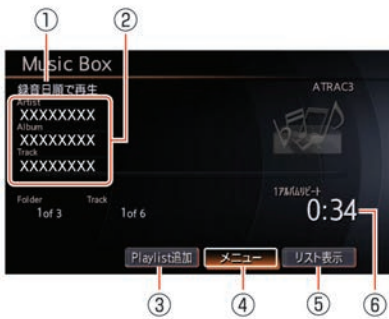 ① ②
Music Box
録音日順で再生
ATRAC3
Artist
XXXXXXXX
Album
XXXXXXXX
Track
XXXXXXXX
1アルバムリピート
Folder Track
1of 3 1of 6
0:34
Playlist追加 メニュー リスト表示
③ ④ ⑤ ⑥